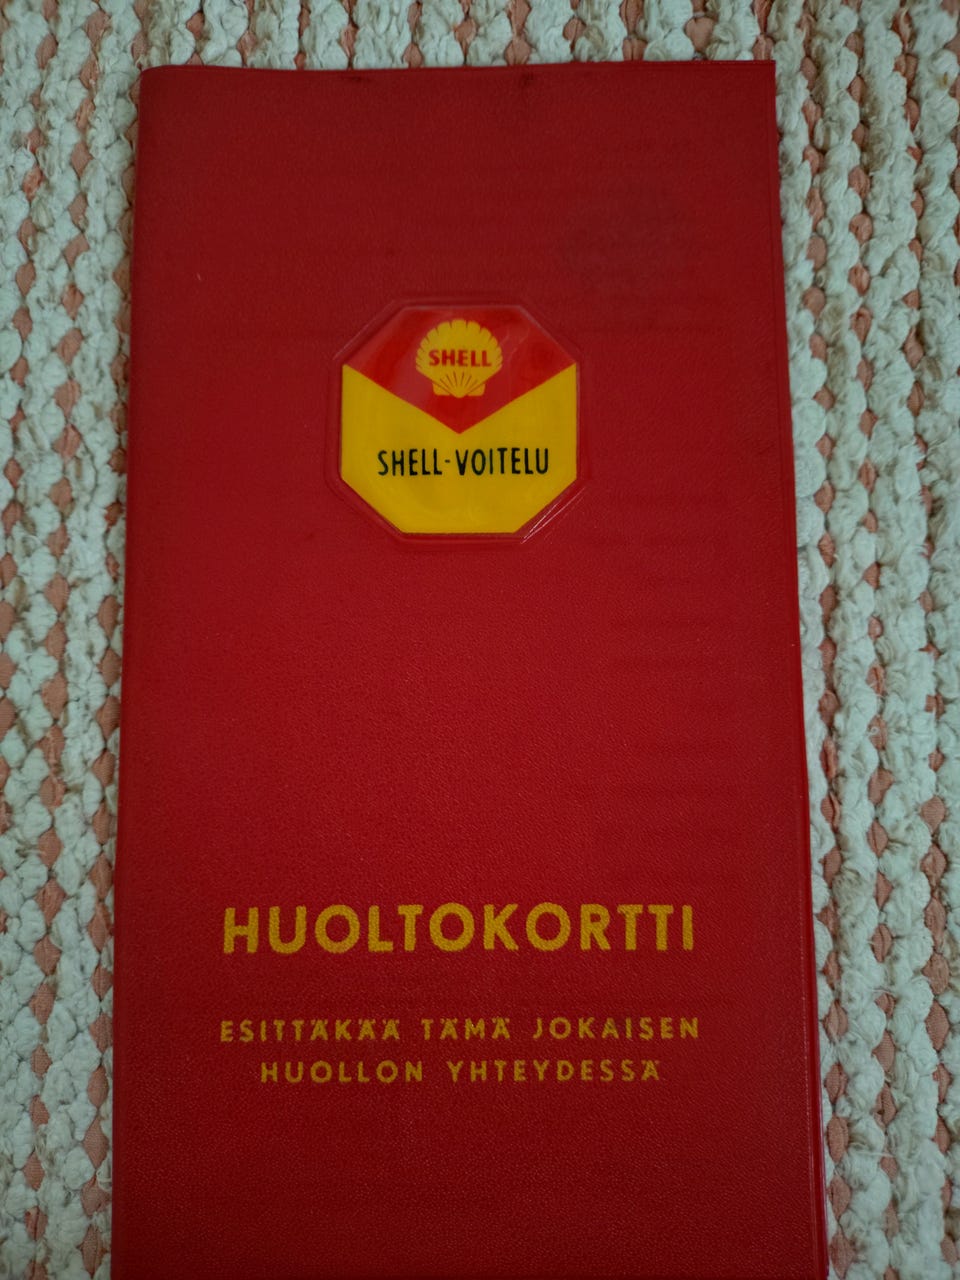 SHELL
SHELL-VOITELU
HUOLTOKORTTI
ESITTÄKÄÄ TÄMÄ JOKAISEN
HUOLLON YHTEYDESSÄ